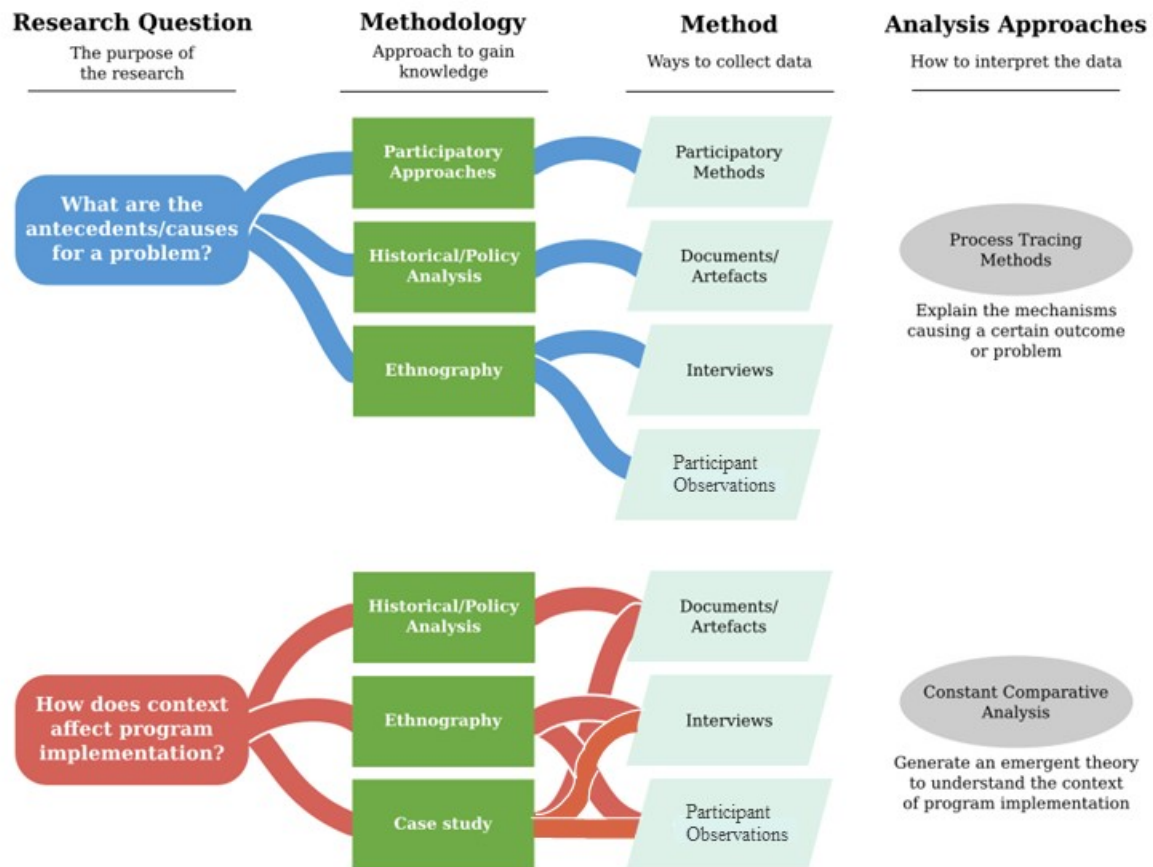 Research Question
The purpose of
the research
Methodology
Approach to gain
knowledge
Method
Ways to collect data
Analysis Approaches
How to interpret the data
What are the
antecedents/causes
for a problem?
Participatory
Approaches
Historical/Policy
Analysis
Ethnography
Participatory
Methods
Documents/
Artefacts
Interviews
Participant
Observations
Process Tracing
Methods
Explain the mechanisms
causing a certain outcome
or problem
How does context
affect program
implementation?
Historical/Policy
Analysis
Ethnography
Case study
Documents/
Artefacts
Interviews
Participant
Observations
Constant Comparative
Analysis
Generate an emergent theory
to understand the context
of program implementation